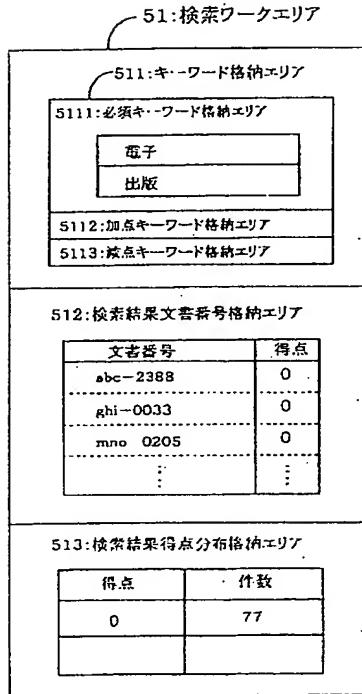 51:検索ワークエリア
511:キーワード格納エリア
5111:必須キーワード格納エリア
電子
出版
5112:加点キーワード格納エリア
5113:減点キーワード格納エリア
512:検索結果文書番号格納エリア
文書番号 得点
abc-2388 0
ghi-0033 0
mno 0205 0
⋮ ⋮
513:検索結果得点分布格納エリア
得点 件数
0 77